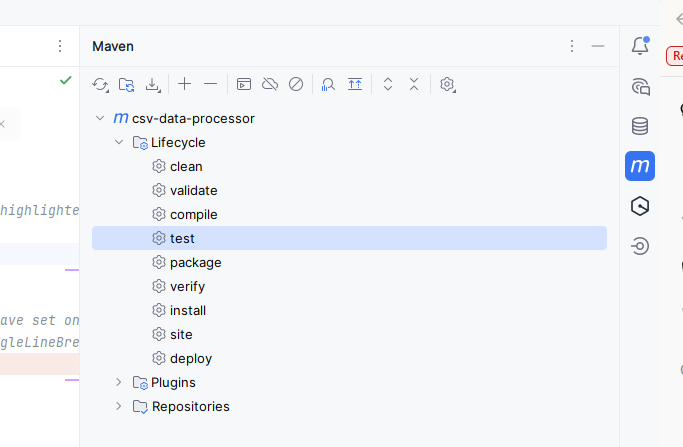 Maven
Re
m csv-data-processor
Lifecycle
clean
validate
highlighte
compile
test
package
verify
install
ave set on
site
gleLineBre
deploy
Plugins
Repositories
m